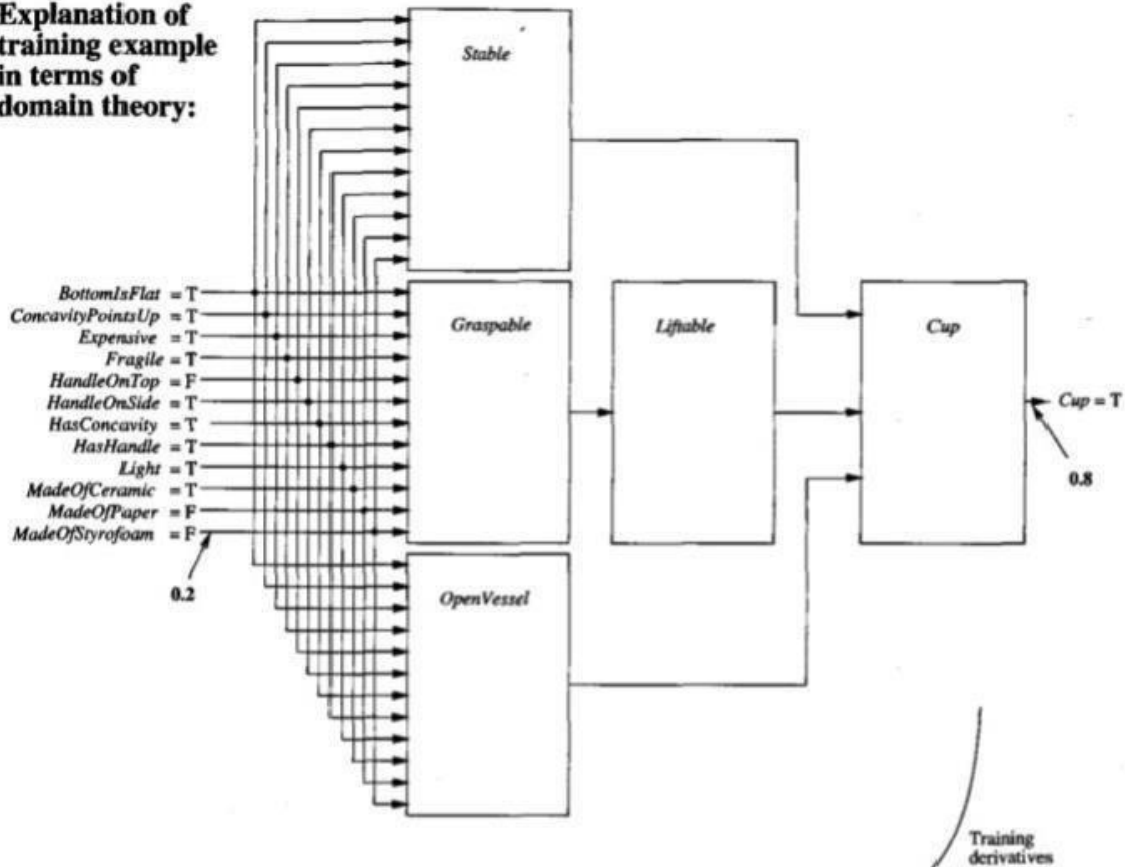 Explanation of
training example
in terms of
domain theory:
Stable
BottomIsFlat = T
ConcavityPointsUp = T
Expensive = T
Fragile = T
HandleOnTop = F
HandleOnSide = T
HasConcavity = T
HasHandle = T
Light = T
MadeOfCeramic = T
MadeOfPaper = F
MadeOfStyrofoam = F
0.2
Graspable
Liftable
Cup
Cup = T
0.8
OpenVessel
Training
derivatives